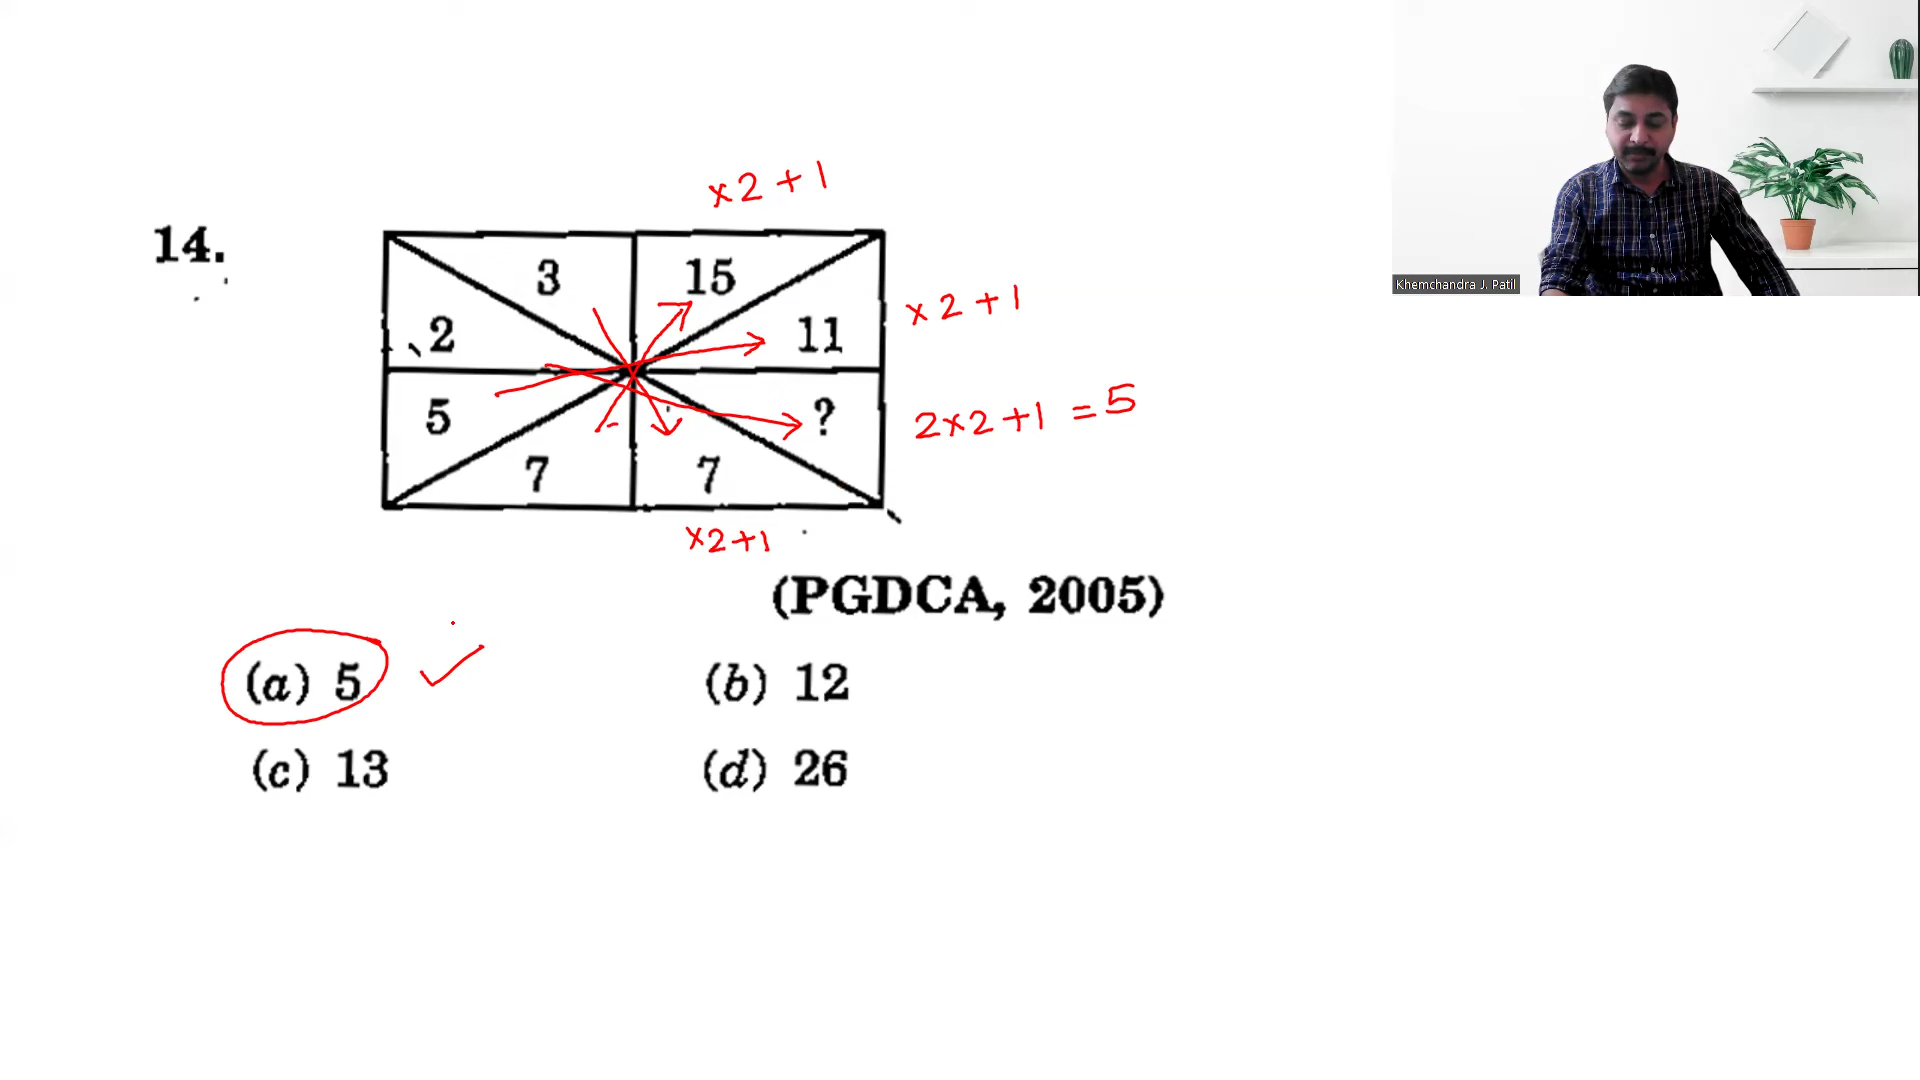 ×2+1
14.
3 15
2 11
×2+1
5 ?
2×2+1 = 5
7 7
×2+1
(PGDCA, 2005)
(a) 5 (b) 12
(c) 13 (d) 26
Khemchandra J. Patil